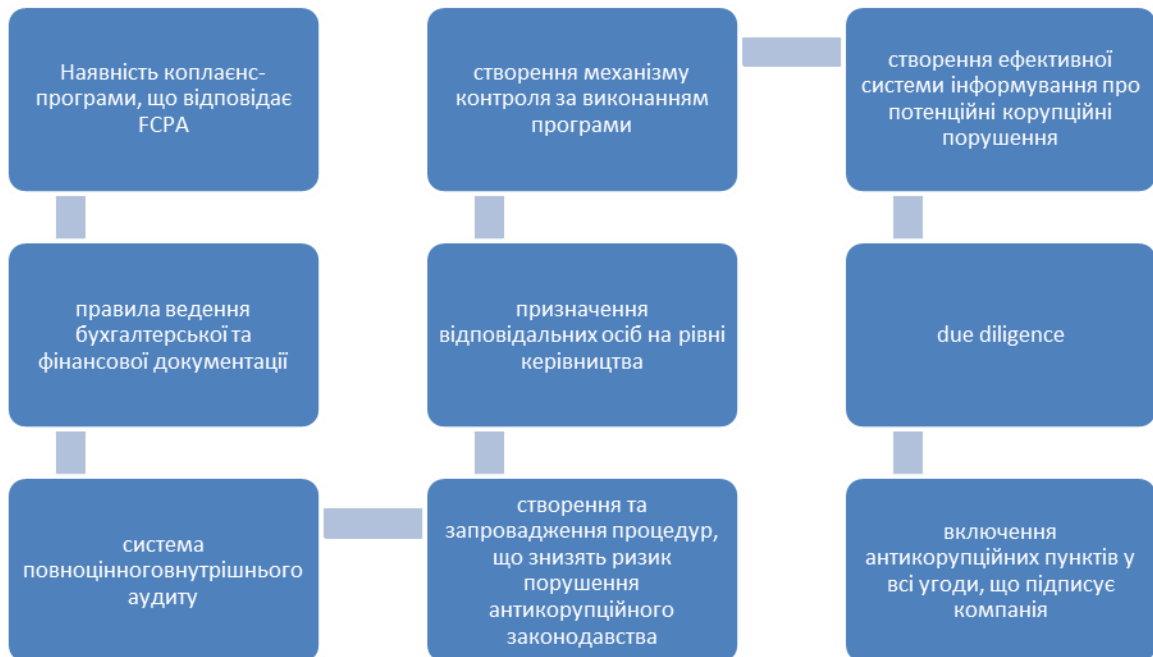 Наявність коплаєнс-
програми, що відповідає
FCPA
правила ведення
бухгалтерської та
фінансової документації
система
повноцінноговнутрішнього
аудиту
створення та
запровадження процедур,
що знизять ризик
порушення
антикорупційного
законодавства
призначення
відповідальних осіб на рівні
керівництва
створення механізму
контроля за виконанням
програми
створення ефективної
системи інформування про
потенційні корупційні
порушення
due diligence
включення
антикорупційних пунктів у
всі угоди, що підписує
компанія